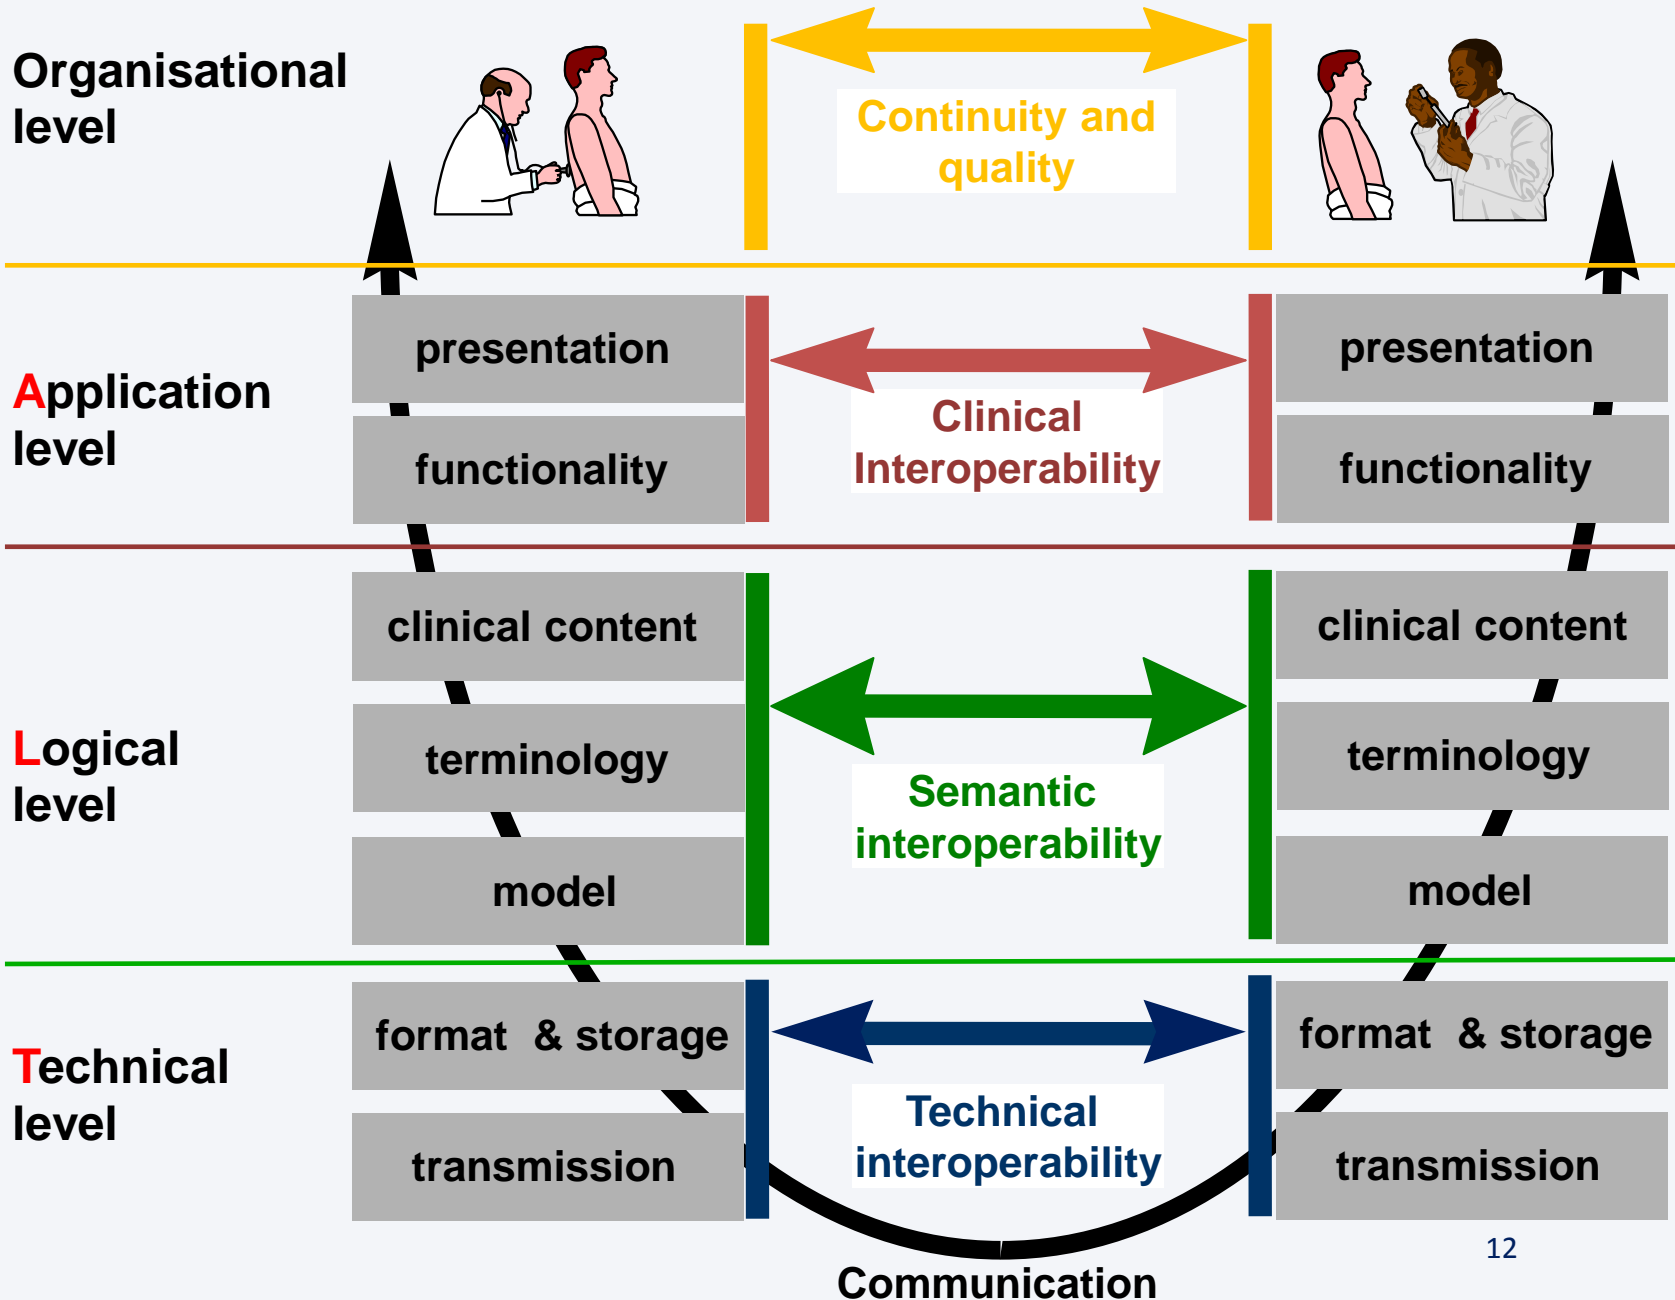 Organisational
level
Continuity and
quality
Application
level
presentation
functionality
Clinical
Interoperability
presentation
functionality
Logical
level
clinical content
terminology
model
Semantic
interoperability
clinical content
terminology
model
Technical
level
format & storage
transmission
Technical
interoperability
format & storage
transmission
12
Communication